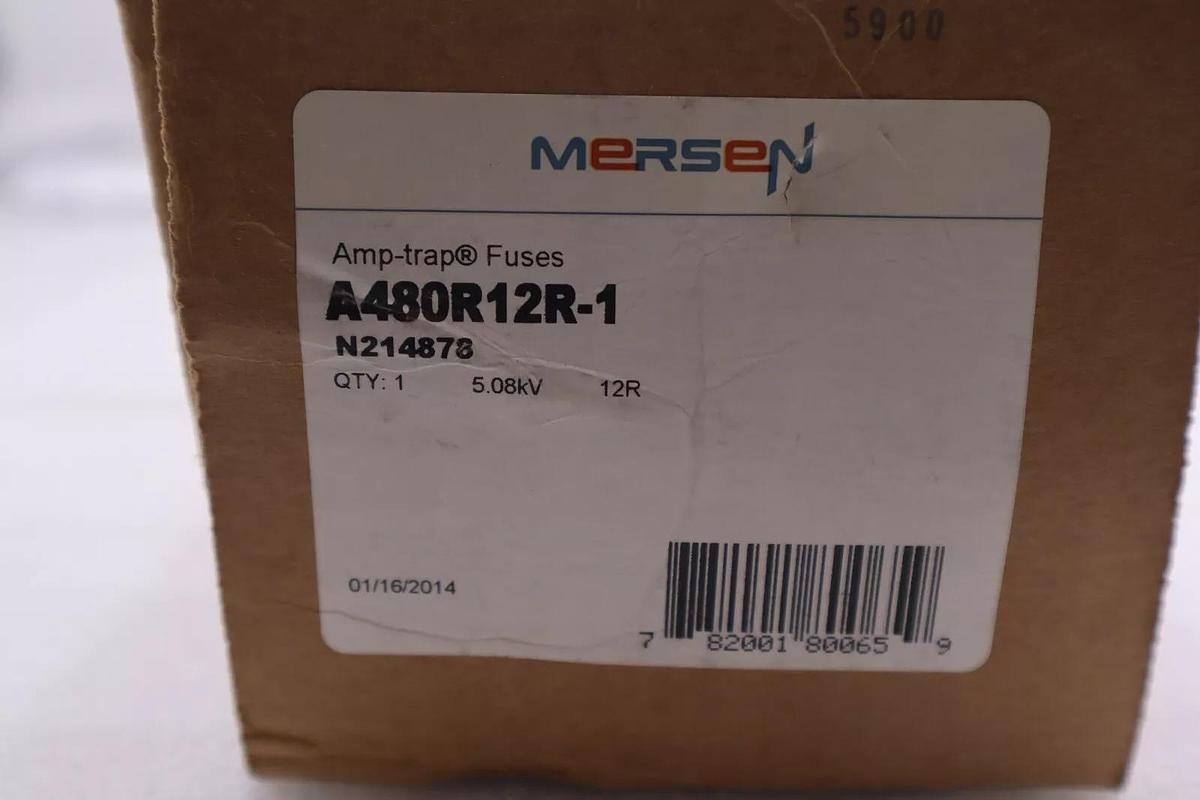 5900
MERSEN
Amp-trap® Fuses
A480R12R-1
N214878
QTY: 1 5.08kV 12R
01/16/2014
7 82001 80065 9